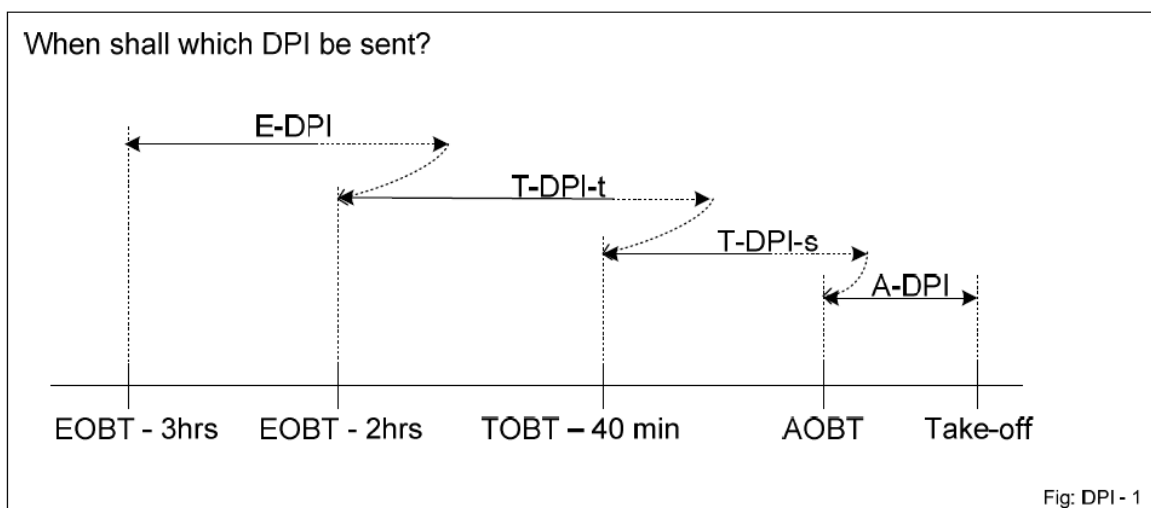 When shall which DPI be sent?
E-DPI
T-DPI-t
T-DPI-s
A-DPI
EOBT - 3hrs EOBT - 2hrs TOBT – 40 min AOBT Take-off
Fig: DPI - 1